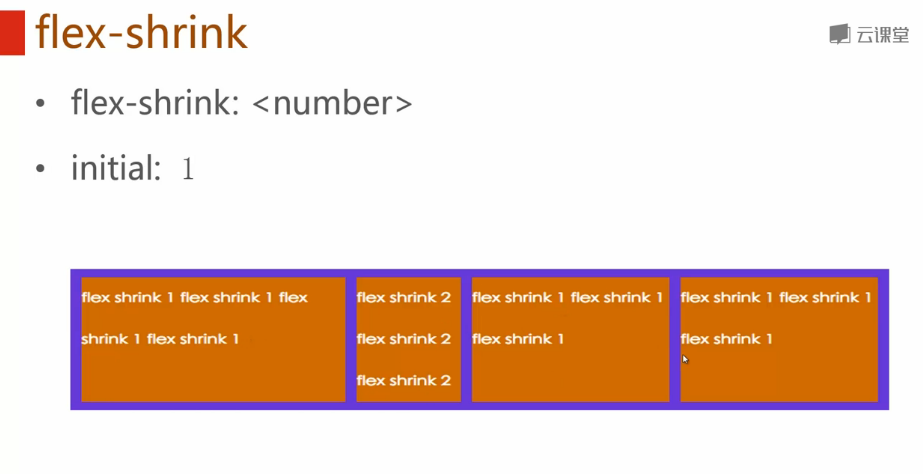 flex-shrink
云课堂
• flex-shrink: <number>
• initial: 1
flex shrink 1 flex shrink 1 flex
shrink 1 flex shrink 1
flex shrink 2
flex shrink 2
flex shrink 2
flex shrink 1 flex shrink 1
flex shrink 1
flex shrink 1 flex shrink 1
flex shrink 1